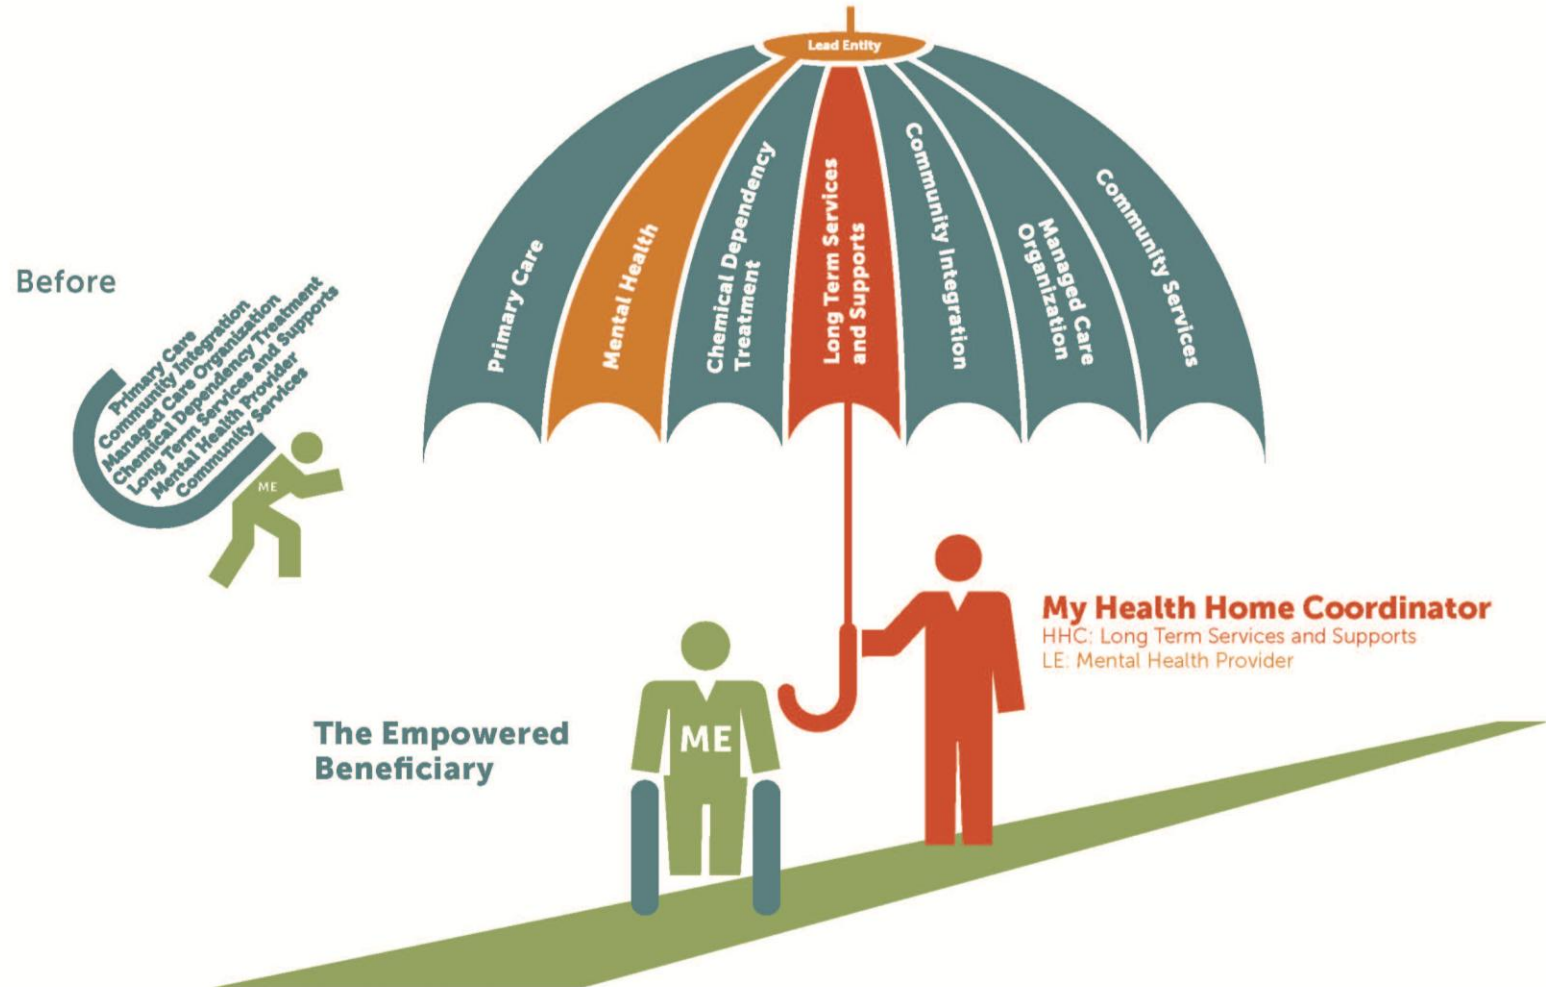 Lead Entity
Primary Care
Mental Health
Chemical Dependency
Treatment
Long Term Services
and Supports
Community Integration
Managed Care
Organization
Community Services
Before
Primary Care
Community Integration
Managed Care Organization
Chemical Dependency Treatment
Long Term Services and Supports
Mental Health Provider
Community Services
ME
My Health Home Coordinator
HHC: Long Term Services and Supports
LE: Mental Health Provider
The Empowered
Beneficiary
ME